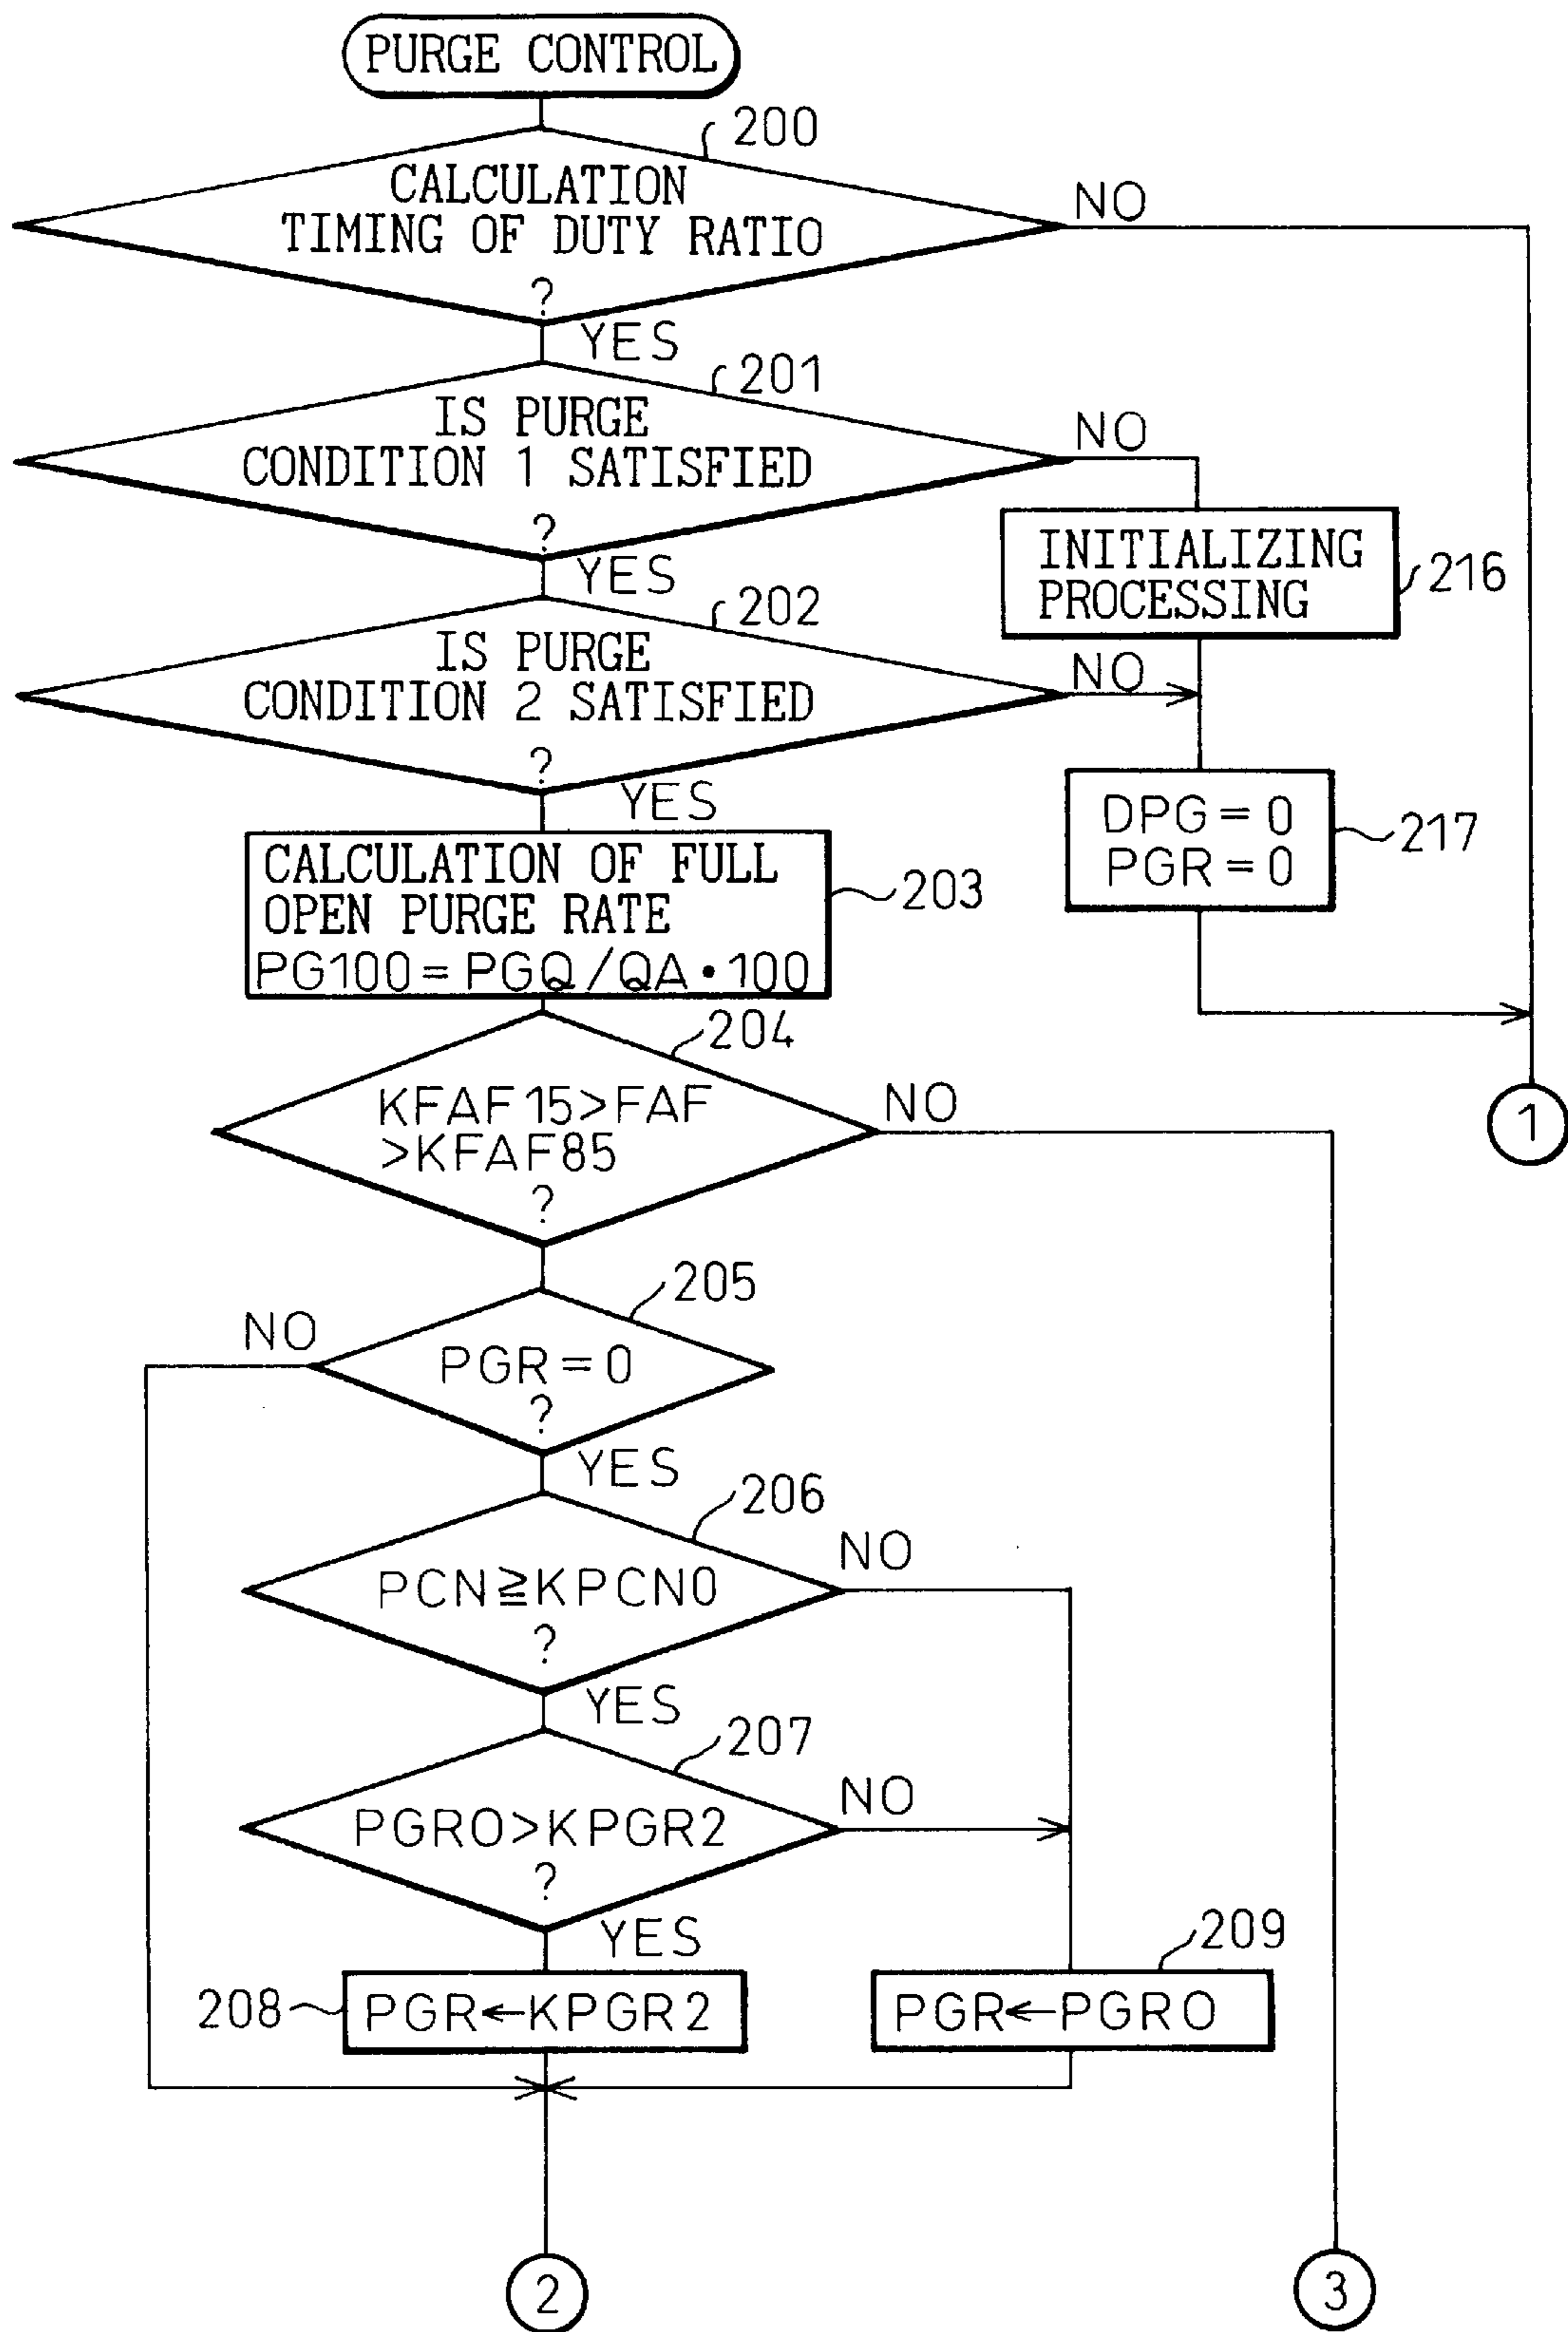 PURGE CONTROL
200
CALCULATION
TIMING OF DUTY RATIO
?
NO
YES
201
IS PURGE
CONDITION 1 SATISFIED
?
NO
YES
INITIALIZING
PROCESSING
216
202
IS PURGE
CONDITION 2 SATISFIED
?
NO
YES
DPG=0
PGR=0
217
CALCULATION OF FULL
OPEN PURGE RATE
PG100=PGQ/QA•100
203
204
KFAF15>FAF
>KFAF85
?
NO
1
205
NO
PGR=0
?
YES
206
NO
PCN≧KPCN0
?
YES
207
NO
PGRO>KPGR2
?
YES
209
208
PGR←KPGR2
PGR←PGRO
2
3